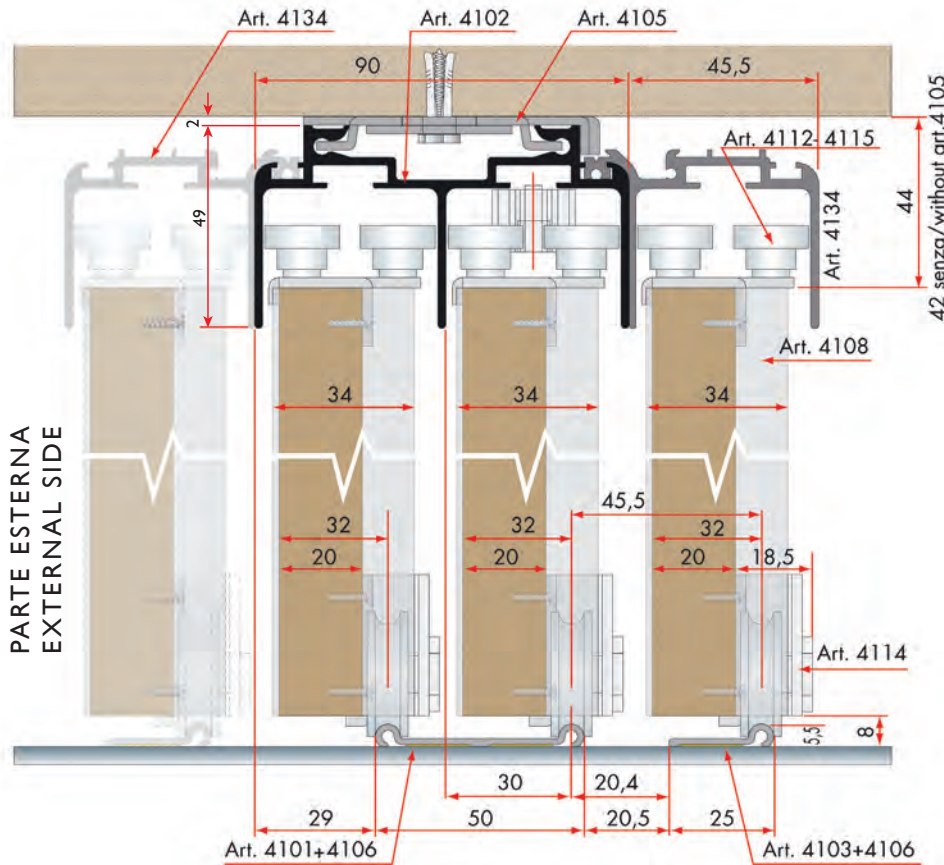 Art. 4134
Art. 4102
Art. 4105
90
45,5
2
Art. 4112-4115
49
44
42 senza/without art.4105
Art. 4134
Art. 4108
34
34
34
PARTE ESTERNA
EXTERNAL SIDE
45,5
32
32
32
20
20
20
18,5
Art. 4114
5,5
8
30
20,4
29
50
20,5
25
Art. 4101+4106
Art. 4103+4106